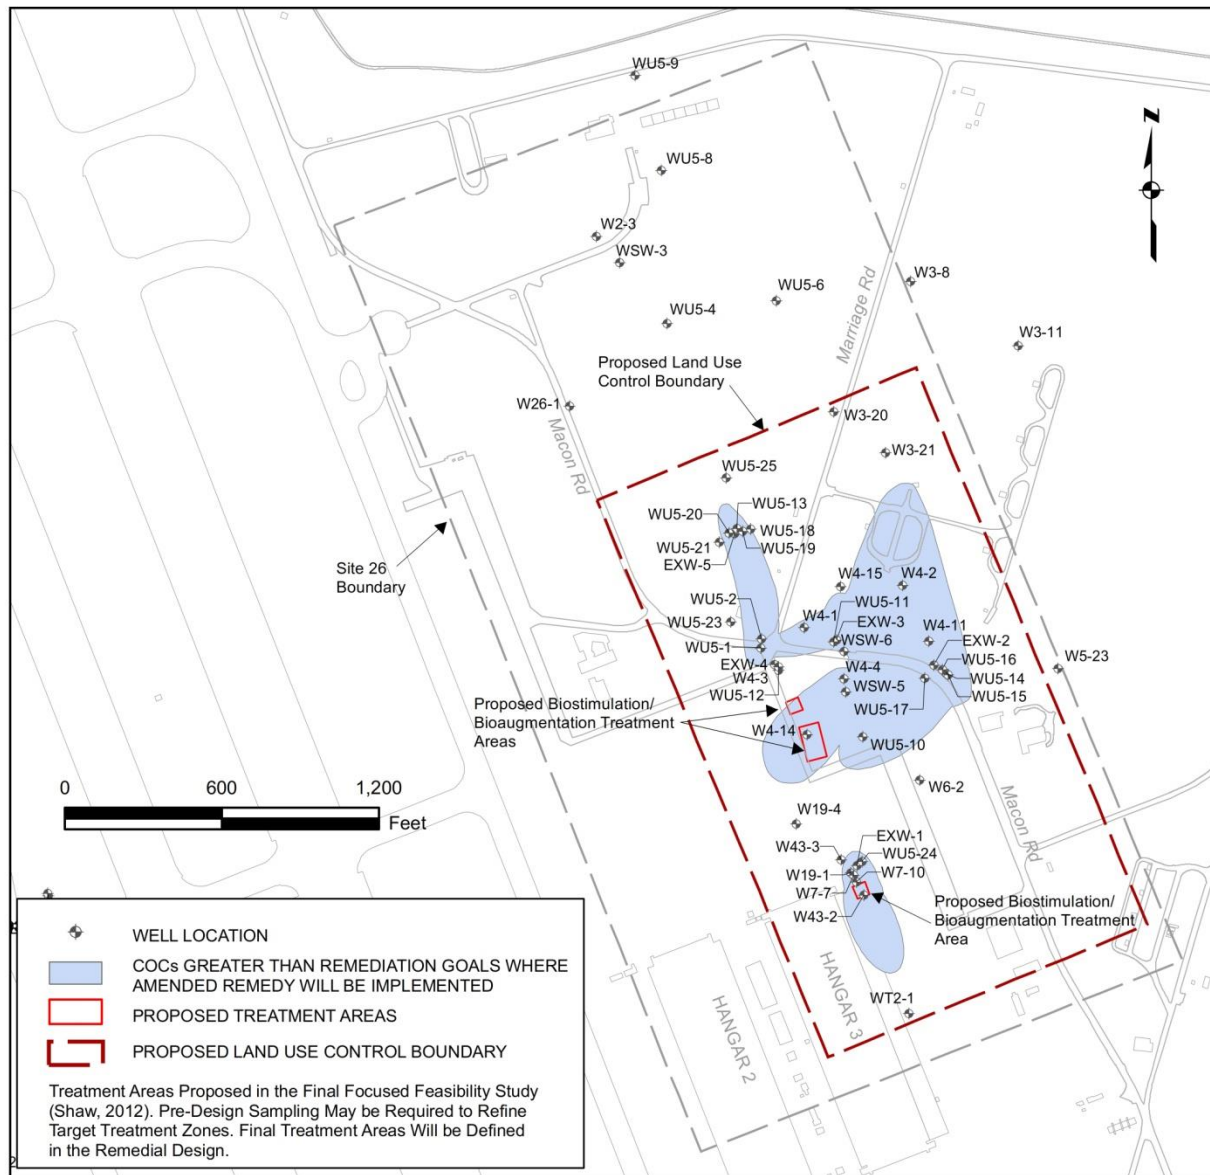 WU5-9
N
WU5-8
W2-3
WSW-3
W3-8
WU5-6
WU5-4
Marriage Rd
W3-11
Proposed Land Use
Control Boundary
W26-1
Macon Rd
W3-20
W3-21
WU5-25
WU5-13
WU5-20
WU5-18
WU5-21
WU5-19
EXW-5
Site 26
Boundary
W4-15
W4-2
WU5-2
WU5-11
WU5-23
W4-1
EXW-3
W4-11
WSW-6
EXW-2
WU5-1
WU5-16
EXW-4
W4-4
WU5-14
W5-23
W4-3
WSW-5
WU5-15
WU5-12
WU5-17
Proposed Biostimulation/
Bioaugmentation Treatment
Areas
W4-14
WU5-10
W6-2
0 600 1,200
Feet
W19-4
Macon Rd
EXW-1
W43-3
WU5-24
W19-1
W7-10
W7-7
W43-2
Proposed Biostimulation/
Bioaugmentation Treatment
Area
HANGAR 3
HANGAR 2
WT2-1
WELL LOCATION
COCs GREATER THAN REMEDIATION GOALS WHERE
AMENDED REMEDY WILL BE IMPLEMENTED
PROPOSED TREATMENT AREAS
PROPOSED LAND USE CONTROL BOUNDARY
Treatment Areas Proposed in the Final Focused Feasibility Study
(Shaw, 2012). Pre-Design Sampling May be Required to Refine
Target Treatment Zones. Final Treatment Areas Will be Defined
in the Remedial Design.